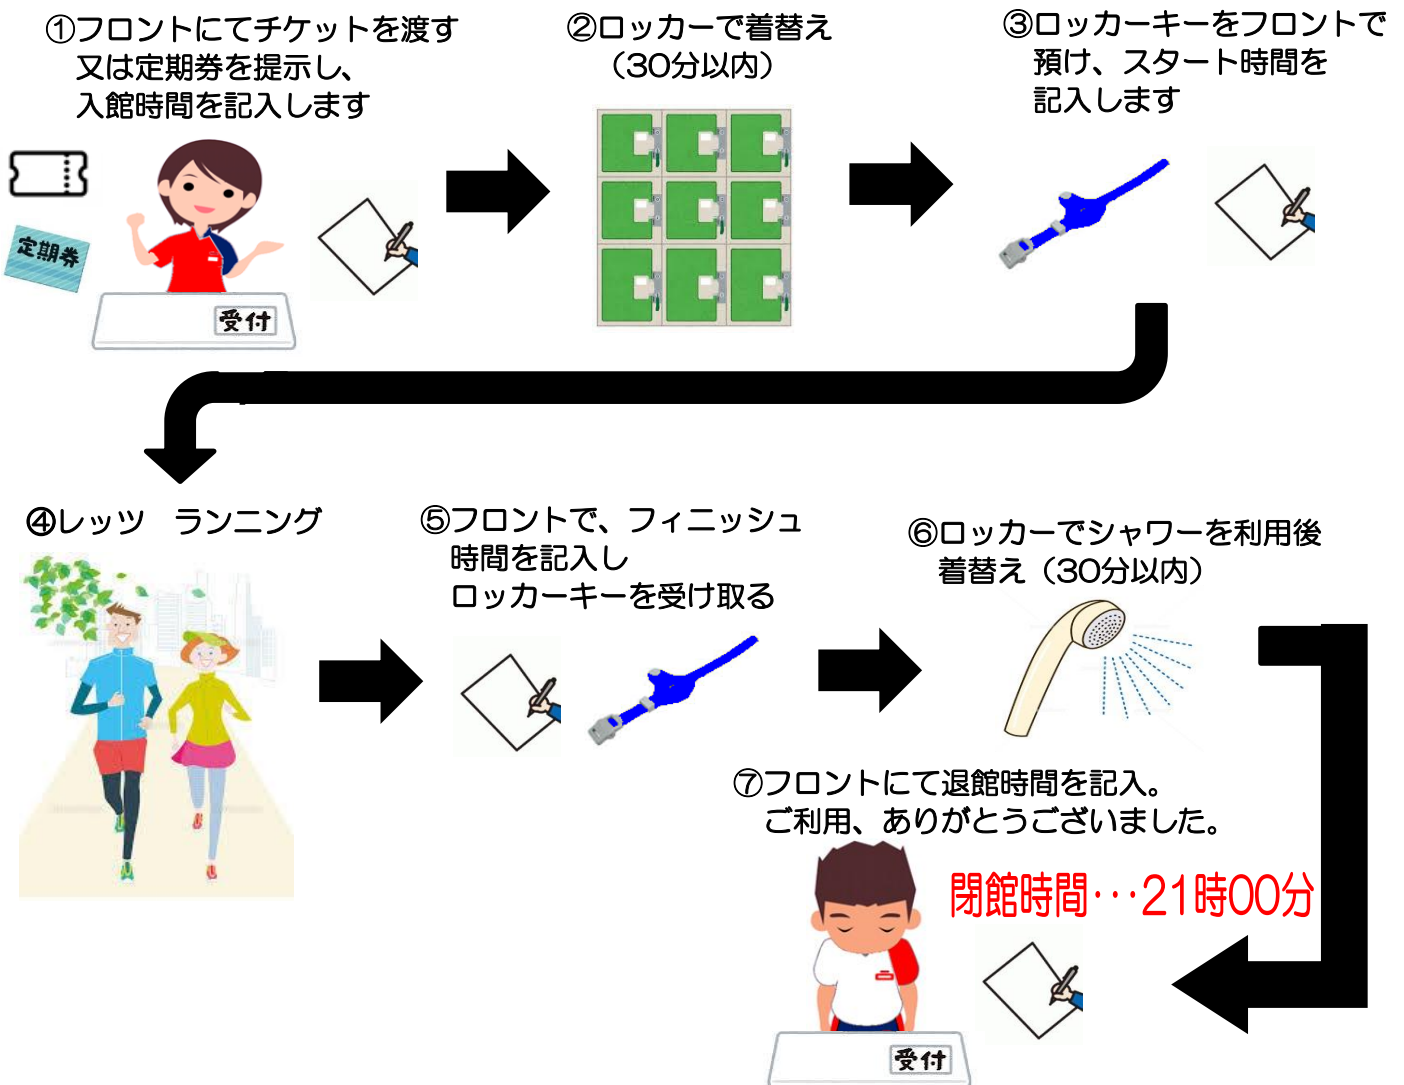 ①フロントにてチケットを渡す
又は定期券を提示し、
入館時間を記入します
②ロッカーで着替え
（30分以内）
③ロッカーキーをフロントで
預け、スタート時間を
記入します
定期券
受付
④レッツ　ランニング
⑤フロントで、フィニッシュ
時間を記入し
ロッカーキーを受け取る
⑥ロッカーでシャワーを利用後
着替え（30分以内）
⑦フロントにて退館時間を記入。
ご利用、ありがとうございました。
閉館時間･･･21時00分
受付